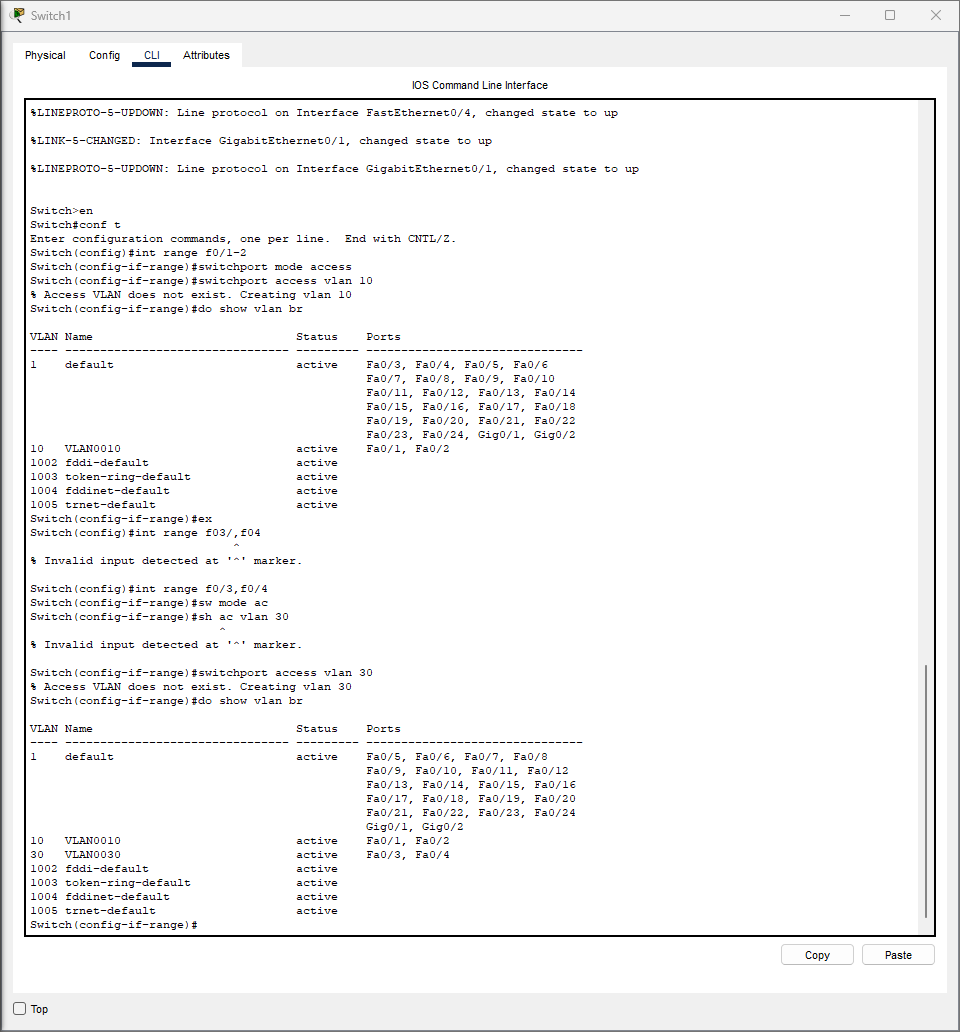 Switch1
Physical Config CLI Attributes
IOS Command Line Interface
%LINEPROTO-5-UPDOWN: Line protocol on Interface FastEthernet0/4, changed state to up
%LINK-5-CHANGED: Interface GigabitEthernet0/1, changed state to up
%LINEPROTO-5-UPDOWN: Line protocol on Interface GigabitEthernet0/1, changed state to up
Switch>en
Switch#conf t
Enter configuration commands, one per line.  End with CNTL/Z.
Switch(config)#int range f0/1-2
Switch(config-if-range)#switchport mode access
Switch(config-if-range)#switchport access vlan 10
% Access VLAN does not exist. Creating vlan 10
Switch(config-if-range)#do show vlan br
VLAN Name                             Status    Ports
---- -------------------------------- --------- -------------------------------
1    default                          active    Fa0/3, Fa0/4, Fa0/5, Fa0/6
                                                Fa0/7, Fa0/8, Fa0/9, Fa0/10
                                                Fa0/11, Fa0/12, Fa0/13, Fa0/14
                                                Fa0/15, Fa0/16, Fa0/17, Fa0/18
                                                Fa0/19, Fa0/20, Fa0/21, Fa0/22
                                                Fa0/23, Fa0/24, Gig0/1, Gig0/2
10   VLAN0010                         active    Fa0/1, Fa0/2
1002 fddi-default                     active
1003 token-ring-default               active
1004 fddinet-default                  active
1005 trnet-default                    active
Switch(config-if-range)#ex
Switch(config)#int range f03/,f04
                             ^
% Invalid input detected at '^' marker.
Switch(config)#int range f0/3,f0/4
Switch(config-if-range)#sw mode ac
Switch(config-if-range)#sh ac vlan 30
                           ^
% Invalid input detected at '^' marker.
Switch(config-if-range)#switchport access vlan 30
% Access VLAN does not exist. Creating vlan 30
Switch(config-if-range)#do show vlan br
VLAN Name                             Status    Ports
---- -------------------------------- --------- -------------------------------
1    default                          active    Fa0/5, Fa0/6, Fa0/7, Fa0/8
                                                Fa0/9, Fa0/10, Fa0/11, Fa0/12
                                                Fa0/13, Fa0/14, Fa0/15, Fa0/16
                                                Fa0/17, Fa0/18, Fa0/19, Fa0/20
                                                Fa0/21, Fa0/22, Fa0/23, Fa0/24
                                                Gig0/1, Gig0/2
10   VLAN0010                         active    Fa0/1, Fa0/2
30   VLAN0030                         active    Fa0/3, Fa0/4
1002 fddi-default                     active
1003 token-ring-default               active
1004 fddinet-default                  active
1005 trnet-default                    active
Switch(config-if-range)#
Copy Paste
Top